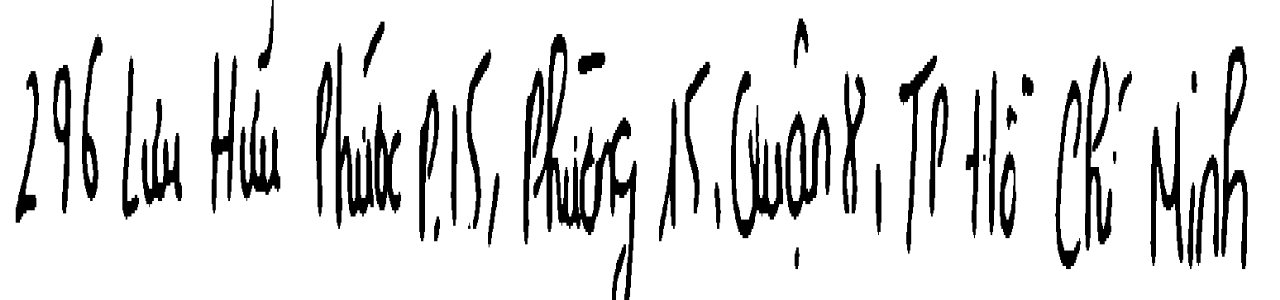 296 Lưu Hữu Phước P.15, Phường 15, Quận 8, TP Hồ Chí Minh